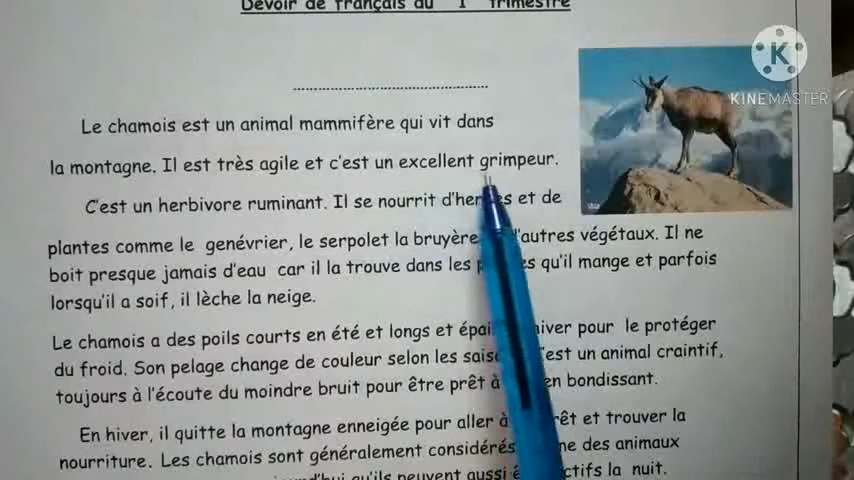 Devoir de français du 1 trimestre
K
KINEMASTER
Le chamois est un animal mammifère qui vit dans
la montagne. Il est très agile et c'est un excellent grimpeur.
C'est un herbivore ruminant. Il se nourrit d'her es et de
plantes comme le genévrier, le serpolet la bruyère d'autres végétaux. Il ne
boit presque jamais d'eau car il la trouve dans les qu'il mange et parfois
lorsqu'il a soif, il lèche la neige.
Le chamois a des poils courts en été et longs et épai hiver pour le protéger
du froid. Son pelage change de couleur selon les sais C'est un animal craintif,
toujours à l'écoute du moindre bruit pour être prêt à en bondissant.
En hiver, il quitte la montagne enneigée pour aller à rêt et trouver la
nourriture. Les chamois sont généralement considérés des animaux
qu'ils peuvent aussi la nuit.